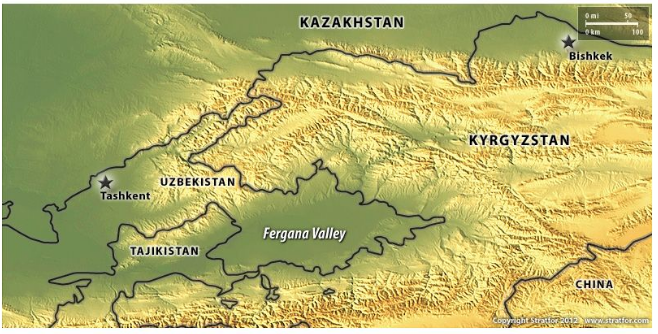 KAZAKHSTAN
0 mi 50
0 km 100
Bishkek
KYRGYZSTAN
UZBEKISTAN
Tashkent
Fergana Valley
TAJIKISTAN
CHINA
Copyright Stratfor 2012 www.stratfor.com